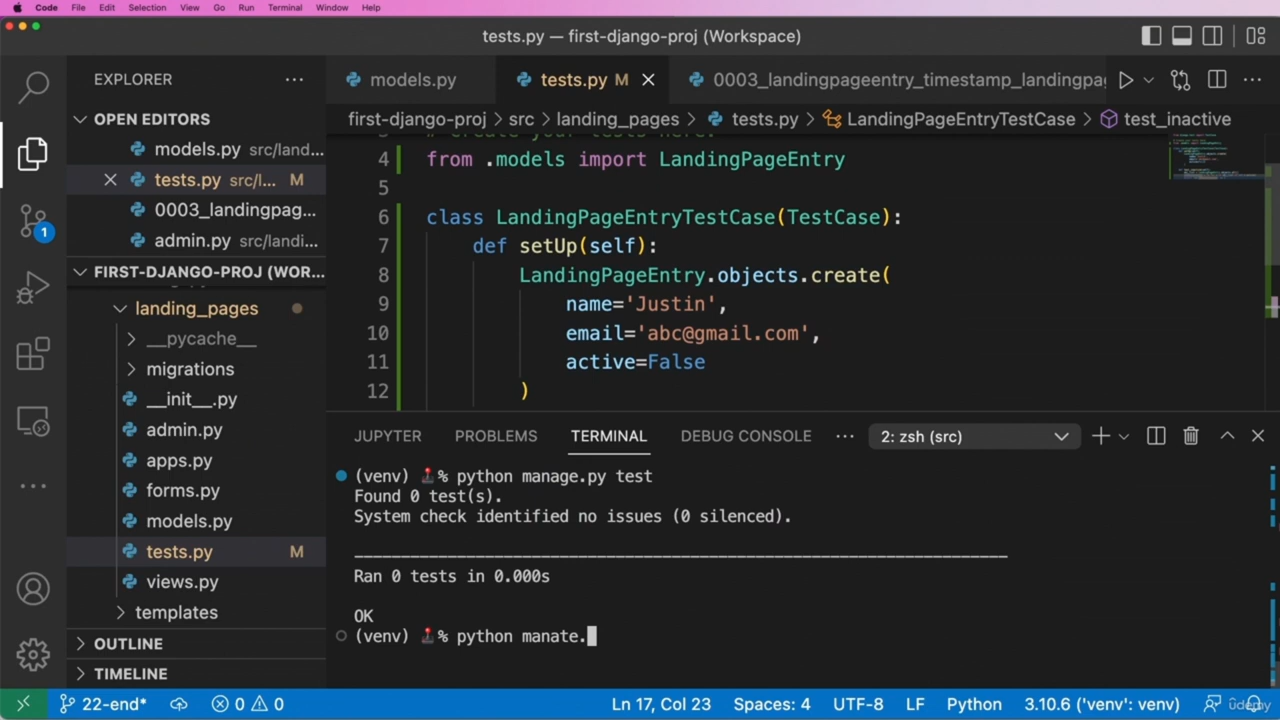 Code File Edit Selection View Go Run Terminal Window Help
tests.py — first-django-proj (Workspace)
EXPLORER
models.py
tests.py M
0003_landingpageentry_timestamp_landingpag
OPEN EDITORS
first-django-proj > src > landing_pages > tests.py > LandingPageEntryTestCase > test_inactive
models.py src/land...
tests.py src/l... M
0003_landingpag...
admin.py src/landi...
FIRST-DJANGO-PROJ (WOR...
landing_pages
__pycache__
migrations
__init__.py
admin.py
apps.py
forms.py
models.py
tests.py M
views.py
templates
OUTLINE
TIMELINE
1
3 # Create your tests here.
4 from .models import LandingPageEntry
5
6 class LandingPageEntryTestCase(TestCase):
7 def setUp(self):
8 LandingPageEntry.objects.create(
9 name='Justin',
10 email='abc@gmail.com',
11 active=False
12 )
JUPYTER PROBLEMS TERMINAL DEBUG CONSOLE ... 2: zsh (src)
(venv) 🕹% python manage.py test
Found 0 test(s).
System check identified no issues (0 silenced).
----------------------------------------------------------------------
Ran 0 tests in 0.000s
OK
(venv) 🕹% python manate.
22-end* 0 0 Ln 17, Col 23 Spaces: 4 UTF-8 LF Python 3.10.6 ('venv': venv)
ûdemy